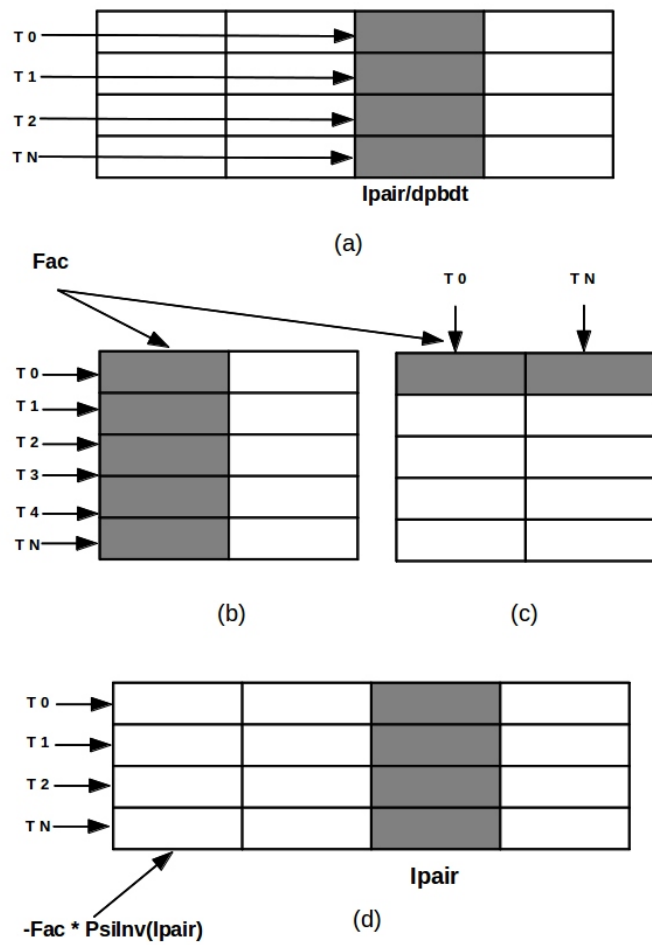 T 0
T 1
T 2
T N
Ipair/dpbdt
(a)
Fac
T 0 T N
T 0
T 1
T 2
T 3
T 4
T N
(b) (c)
T 0
T 1
T 2
T N
Ipair
-Fac * PsiInv(Ipair)
(d)